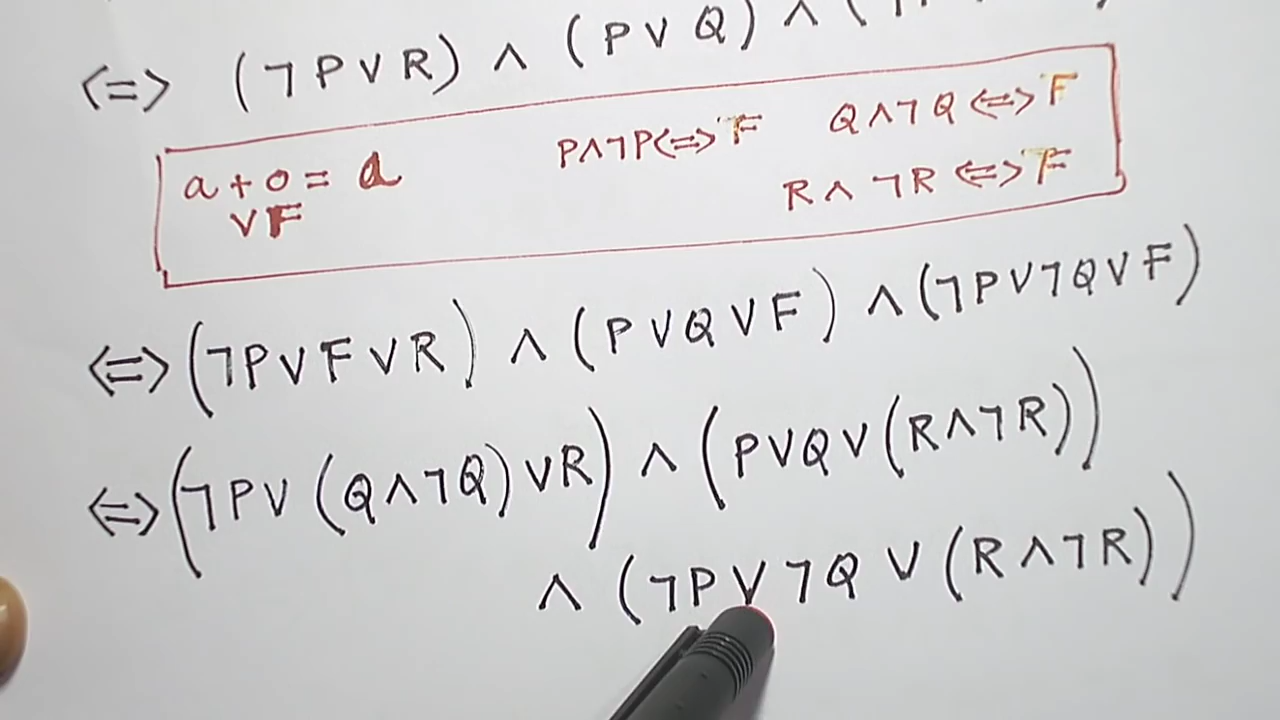 <=> (¬P∨R) ∧ (P∨Q) ∧ (
a+0=a P∧¬P<=>F Q∧¬Q<=>F
∨F R∧¬R<=>F
<=> (¬P∨F∨R) ∧ (P∨Q∨F) ∧ (¬P∨¬Q∨F)
<=> (¬P∨(Q∧¬Q)∨R) ∧ (P∨Q∨(R∧¬R))
∧ (¬P∨¬Q∨(R∧¬R))